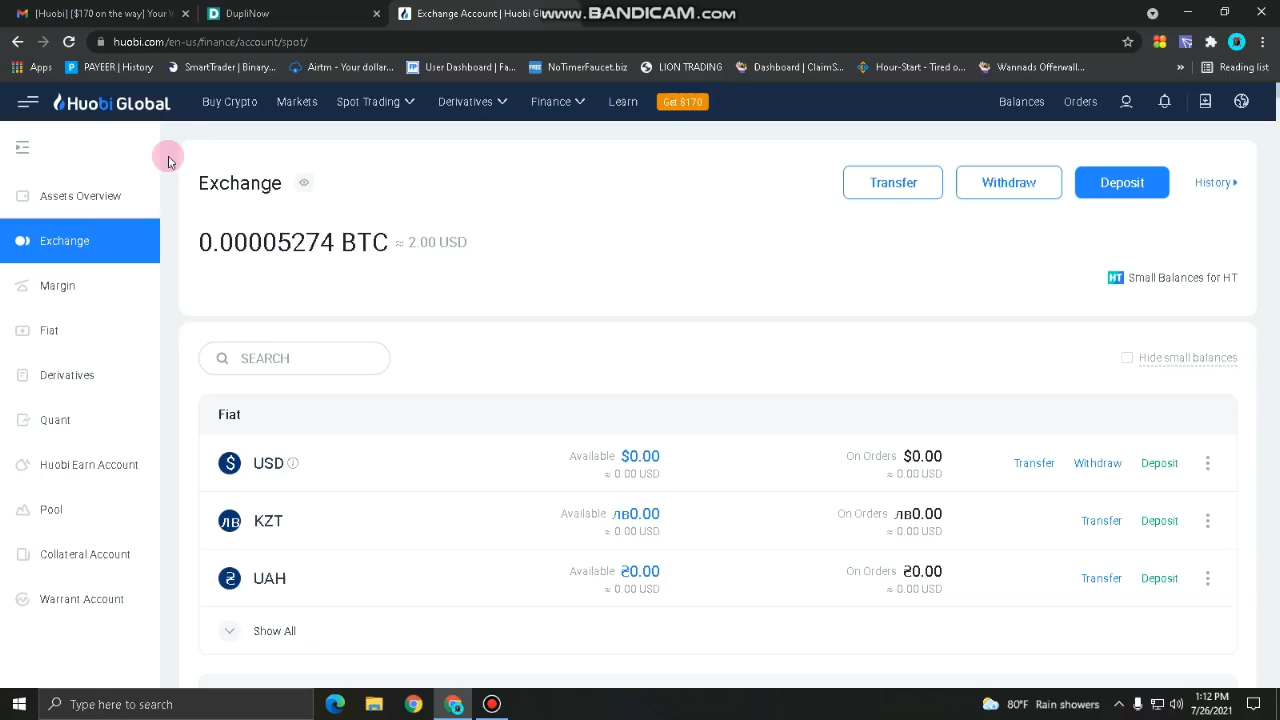 [Huobi] [$170 on the way] Your V
DupliNow
Exchange Account | Huobi Gl
www.BANDICAM.com
huobi.com/en-us/finance/account/spot/
Apps
PAYEER | History
SmartTrader | Binary...
Airtm - Your dollar...
User Dashboard | Fa...
NoTimerFaucet.biz
LION TRADING
Dashboard | ClaimS...
Hour-Start - Tired o...
Wannads Offerwall...
Reading list
Huobi Global
Buy Crypto
Markets
Spot Trading
Derivatives
Finance
Learn
Get $170
Balances
Orders
Assets Overview
Exchange
Margin
Fiat
Derivatives
Quant
Huobi Earn Account
Pool
Collateral Account
Warrant Account
Exchange
Transfer
Withdraw
Deposit
History
0.00005274 BTC ≈ 2.00 USD
HT Small Balances for HT
SEARCH
Hide small balances
Fiat
$ USD Available $0.00 On Orders $0.00 Transfer Withdraw Deposit
≈ 0.00 USD ≈ 0.00 USD
лв KZT Available лв0.00 On Orders лв0.00 Transfer Deposit
≈ 0.00 USD ≈ 0.00 USD
₴ UAH Available ₴0.00 On Orders ₴0.00 Transfer Deposit
≈ 0.00 USD ≈ 0.00 USD
Show All
Type here to search
80°F Rain showers
1:12 PM
7/26/2021